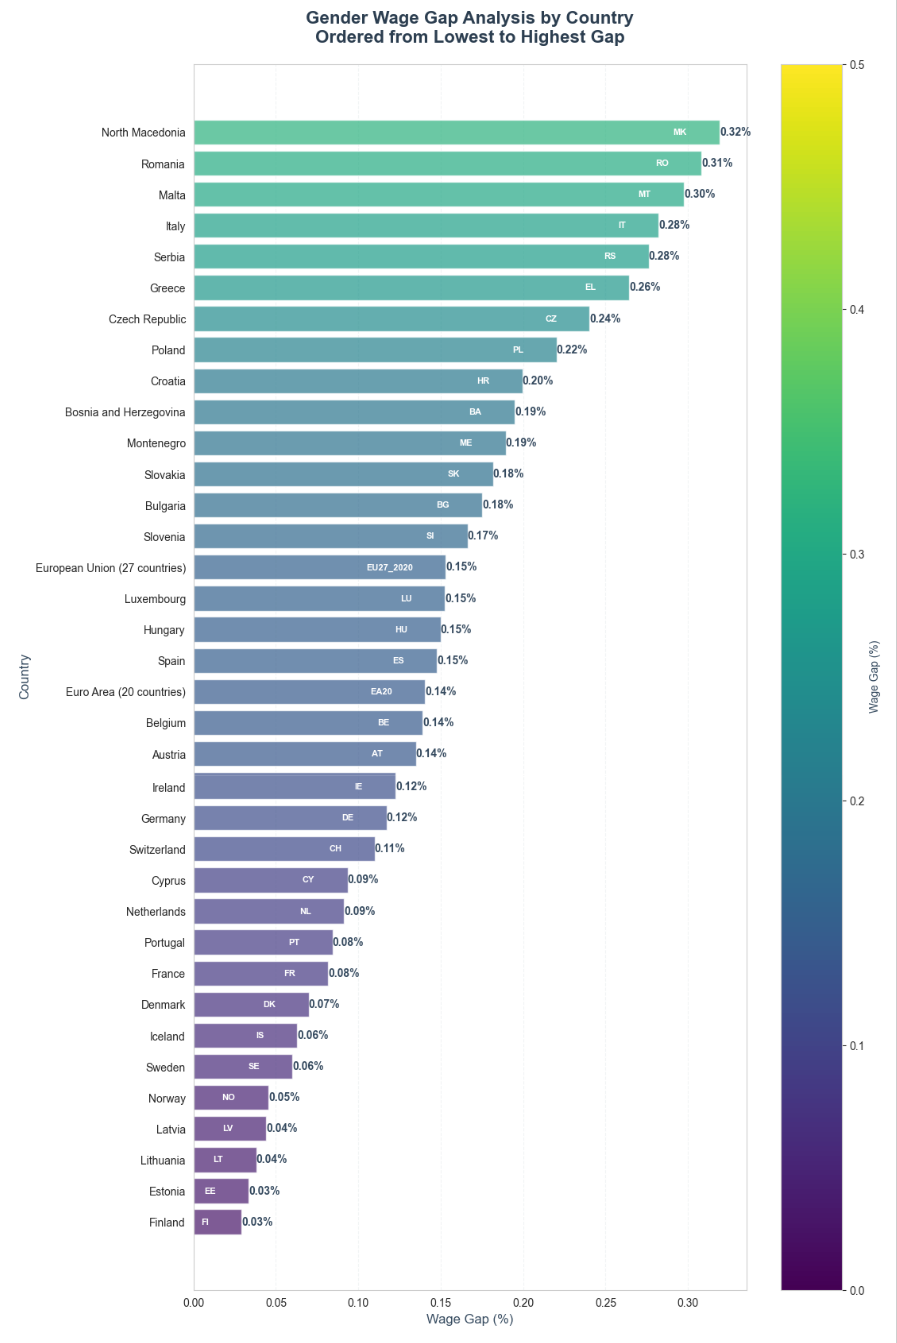 Gender Wage Gap Analysis by Country
Ordered from Lowest to Highest Gap
North Macedonia MK 0.32%
Romania RO 0.31%
Malta MT 0.30%
Italy IT 0.28%
Serbia RS 0.28%
Greece EL 0.26%
Czech Republic CZ 0.24%
Poland PL 0.22%
Croatia HR 0.20%
Bosnia and Herzegovina BA 0.19%
Montenegro ME 0.19%
Slovakia SK 0.18%
Bulgaria BG 0.18%
Slovenia SI 0.17%
European Union (27 countries) EU27_2020 0.15%
Luxembourg LU 0.15%
Hungary HU 0.15%
Spain ES 0.15%
Euro Area (20 countries) EA20 0.14%
Belgium BE 0.14%
Austria AT 0.14%
Ireland IE 0.12%
Germany DE 0.12%
Switzerland CH 0.11%
Cyprus CY 0.09%
Netherlands NL 0.09%
Portugal PT 0.08%
France FR 0.08%
Denmark DK 0.07%
Iceland IS 0.06%
Sweden SE 0.06%
Norway NO 0.05%
Latvia LV 0.04%
Lithuania LT 0.04%
Estonia EE 0.03%
Finland FI 0.03%
0.00 0.05 0.10 0.15 0.20 0.25 0.30
Wage Gap (%)
Country
0.5
0.4
0.3
0.2
0.1
0.0
Wage Gap (%)